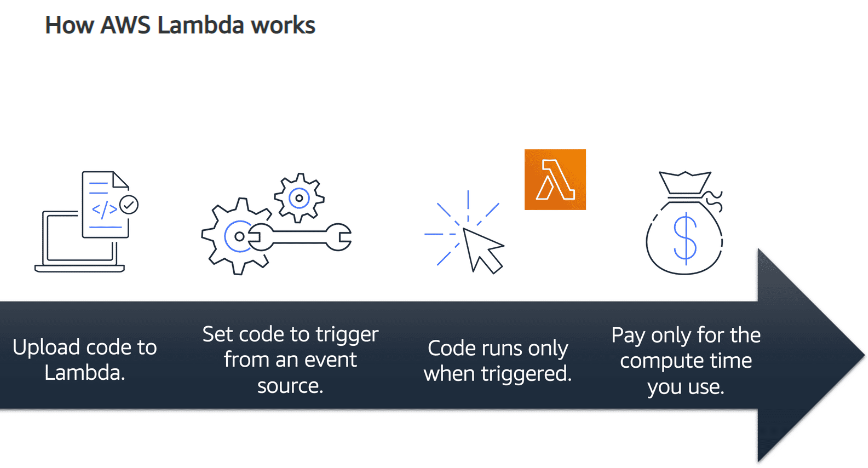 How AWS Lambda works
</>
$
Upload code to
Lambda.
Set code to trigger
from an event
source.
Code runs only
when triggered.
Pay only for the
compute time
you use.